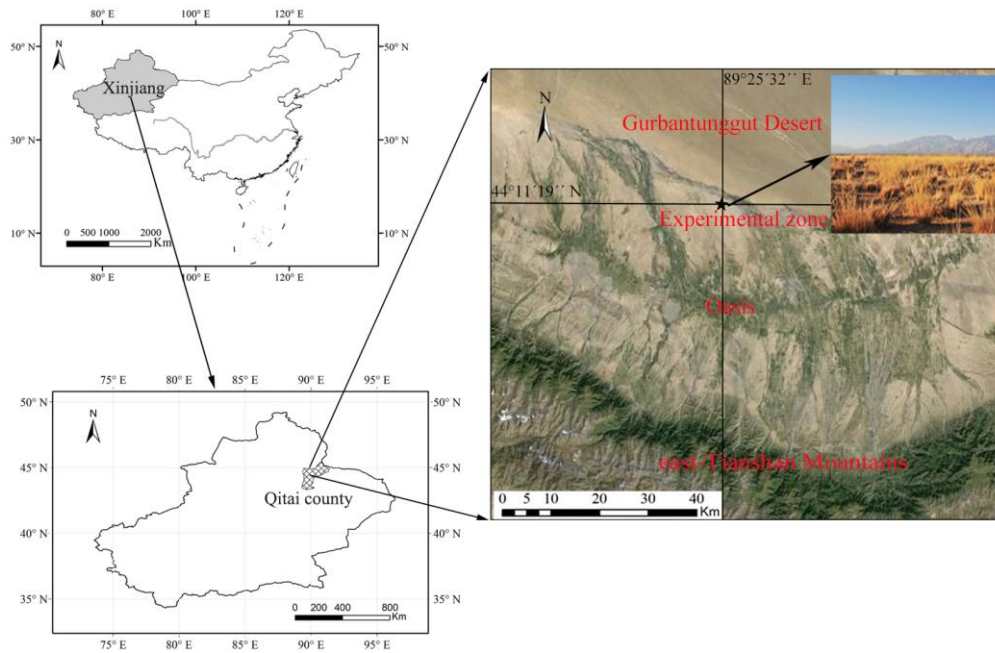 80° E 100° E 120° E
N
50° N 50° N
Xinjiang
30° N 30° N
10° N 10° N
0 500 1000 2000
Km
80° E 100° E 120° E
75° E 80° E 85° E 90° E 95° E
N
50° N 50° N
45° N 45° N
Qitai county
40° N 40° N
35° N 35° N
0 200 400 800
Km
75° E 80° E 85° E 90° E 95° E
89°25´32´´ E
N
Gurbantunggut Desert
44°11´19´´ N
Experimental zone
Oasis
east-Tianshan Mountains
0 5 10 20 30 40
Km